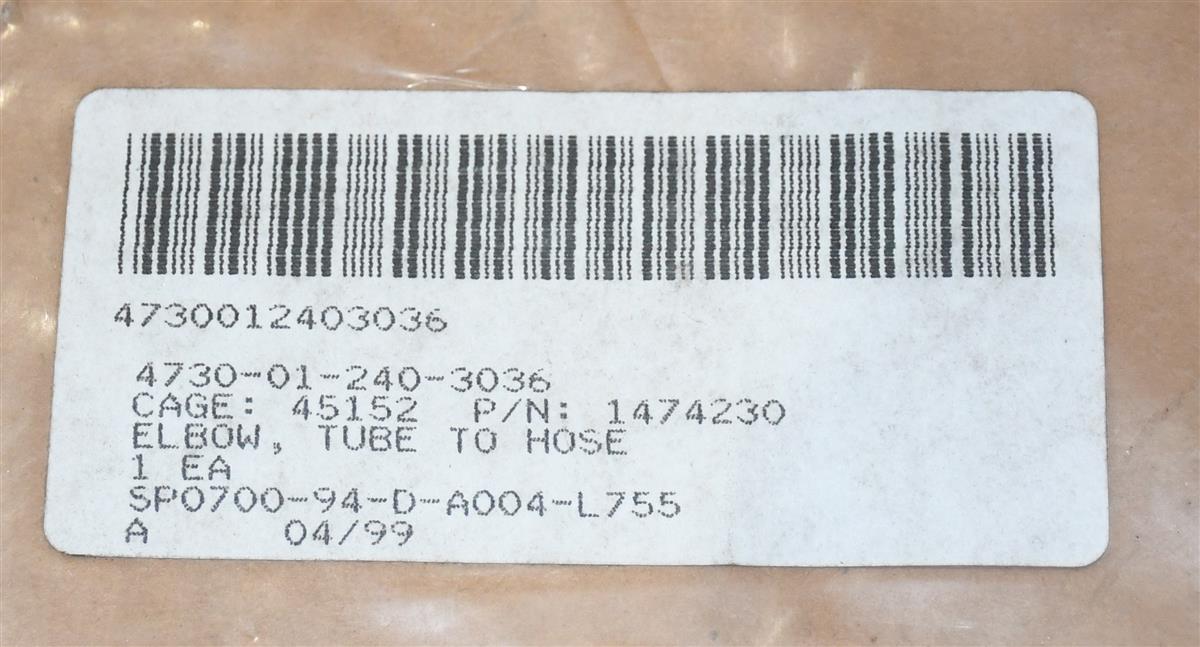 4730012403036
4730-01-240-3036
CAGE: 45152 P/N: 1474230
ELBOW, TUBE TO HOSE
1 EA
SP0700-94-D-A004-L755
A 04/99